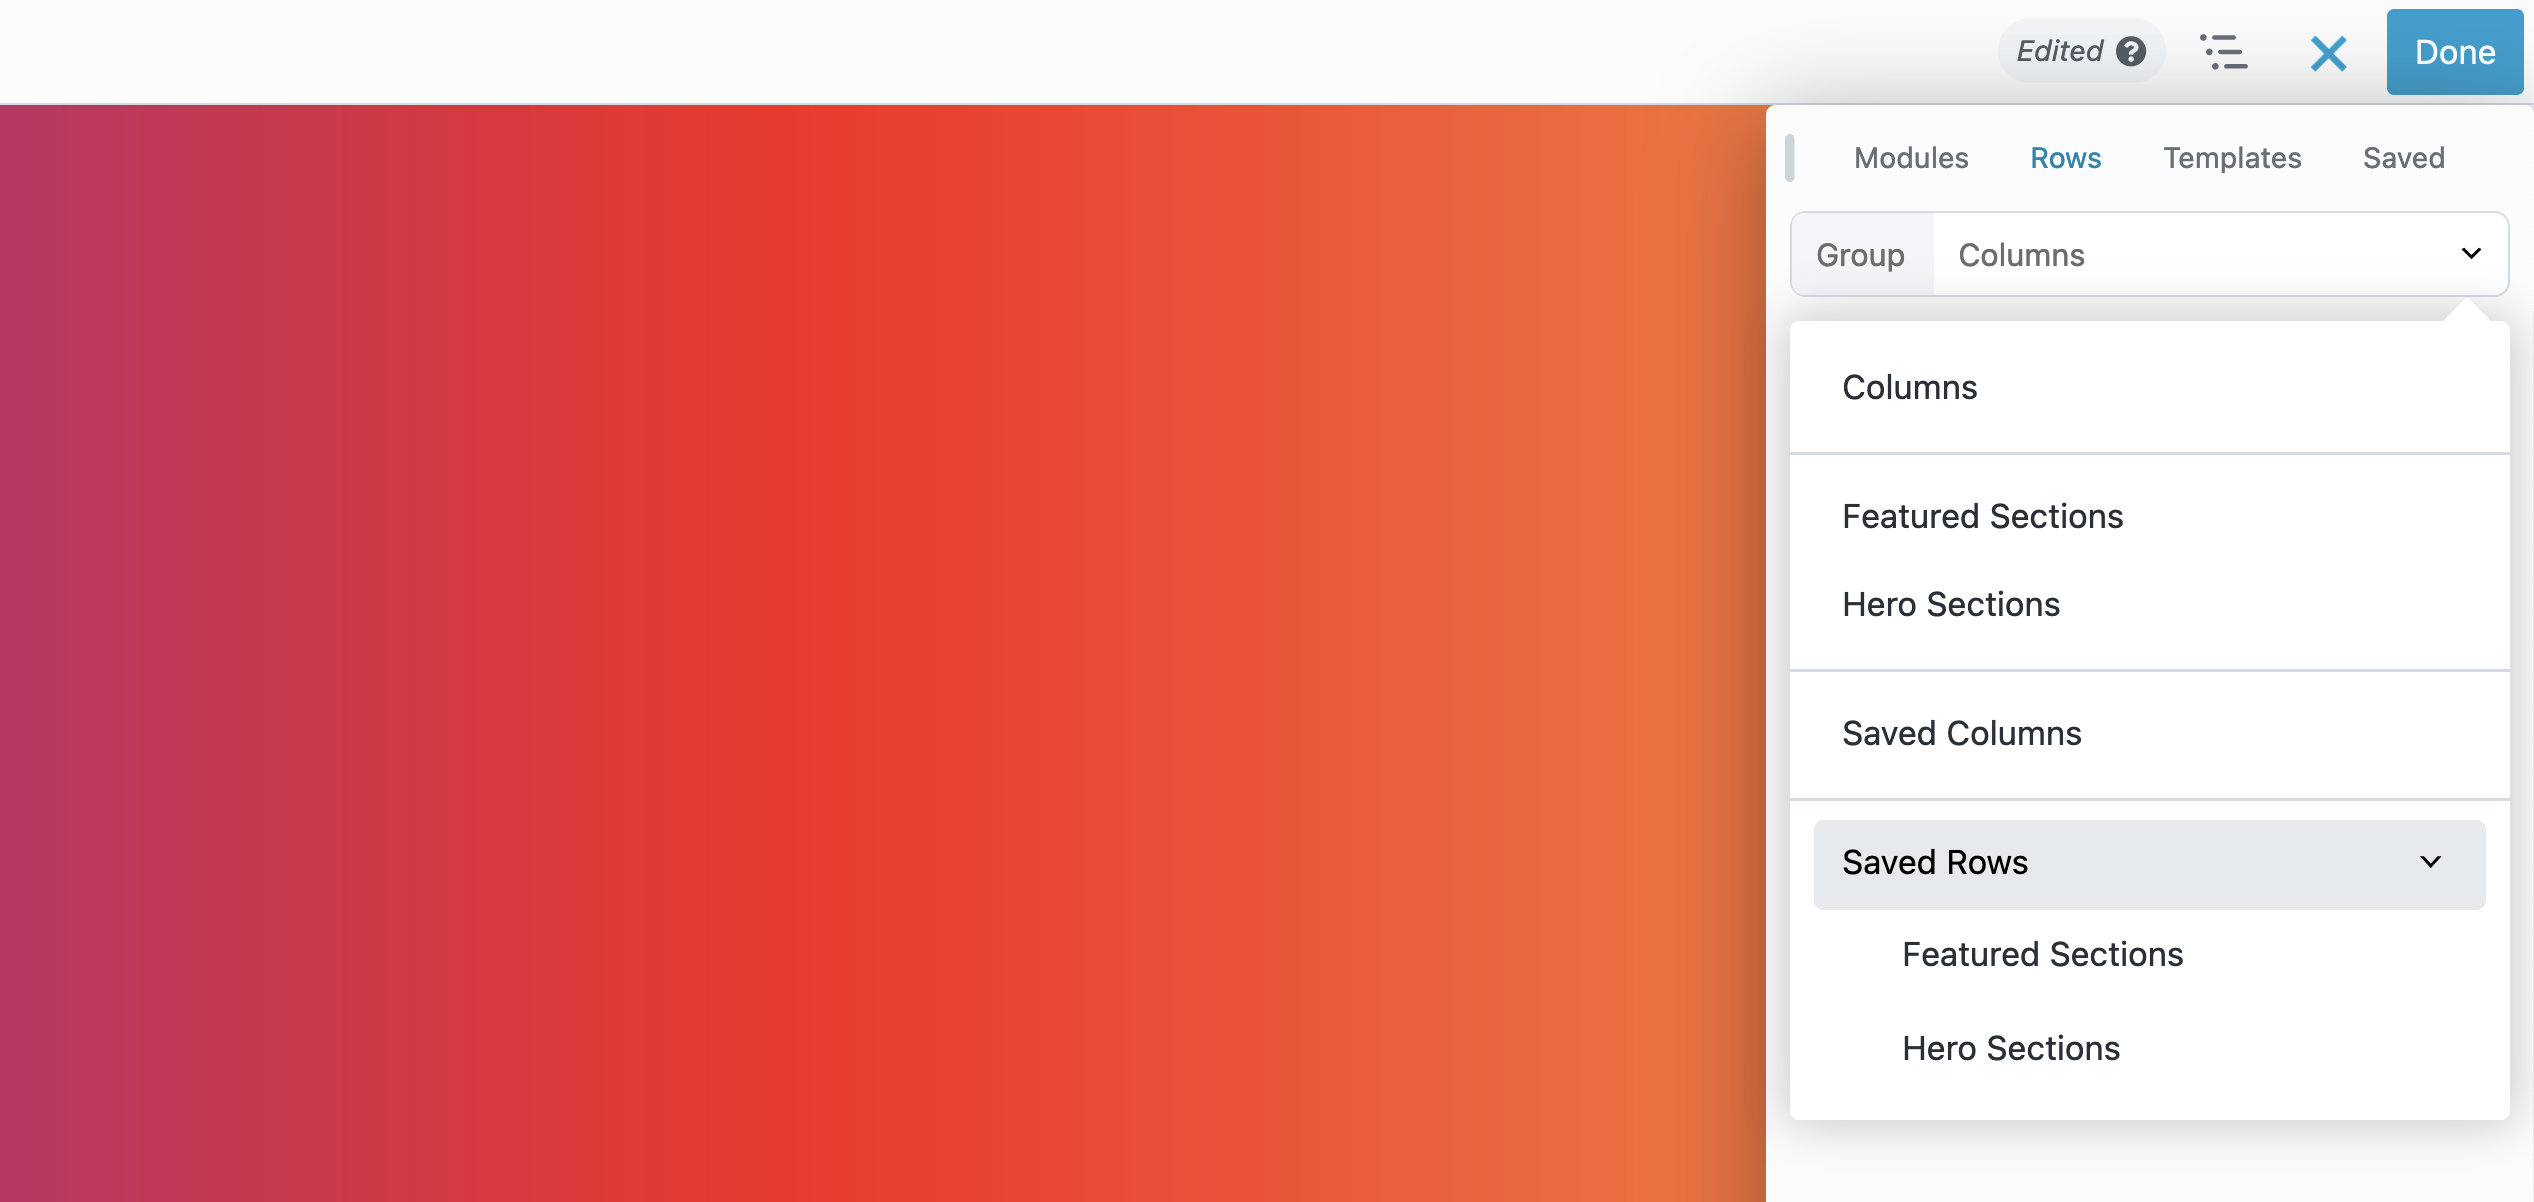 Edited
Done
Modules Rows Templates Saved
Group Columns
Columns
Featured Sections
Hero Sections
Saved Columns
Saved Rows
Featured Sections
Hero Sections